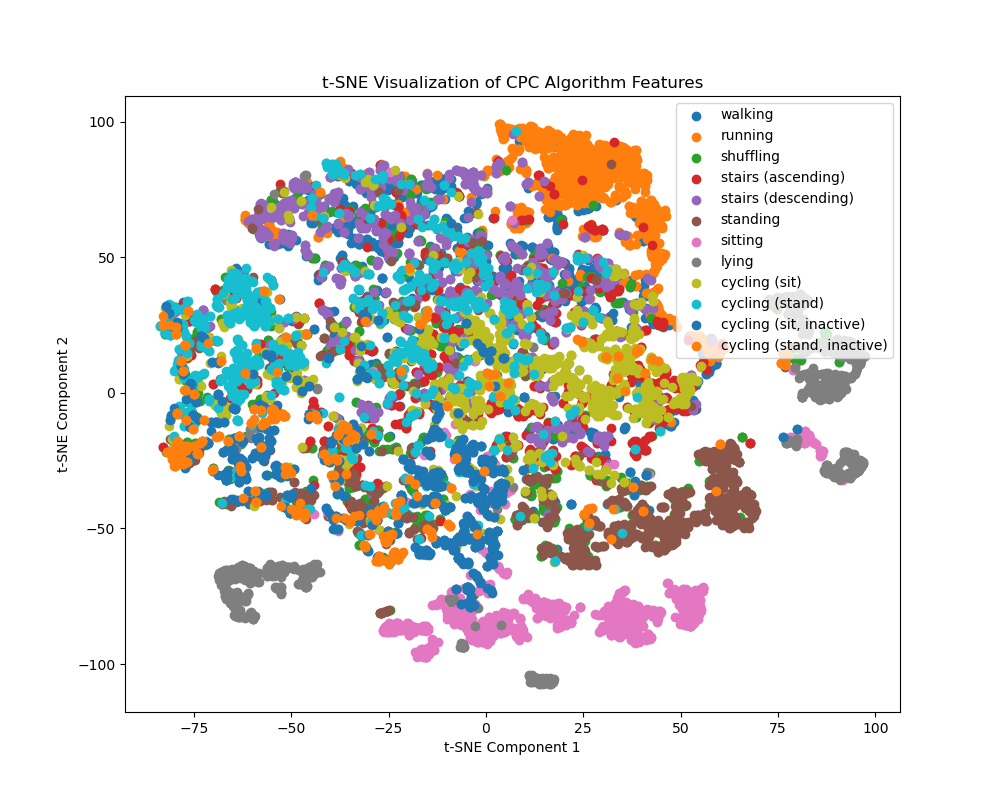 t-SNE Visualization of CPC Algorithm Features
walking
running
shuffling
stairs (ascending)
stairs (descending)
standing
sitting
lying
cycling (sit)
cycling (stand)
cycling (sit, inactive)
cycling (stand, inactive)
t-SNE Component 2
100
50
0
−50
−100
−75
−50
−25
0
25
50
75
100
t-SNE Component 1